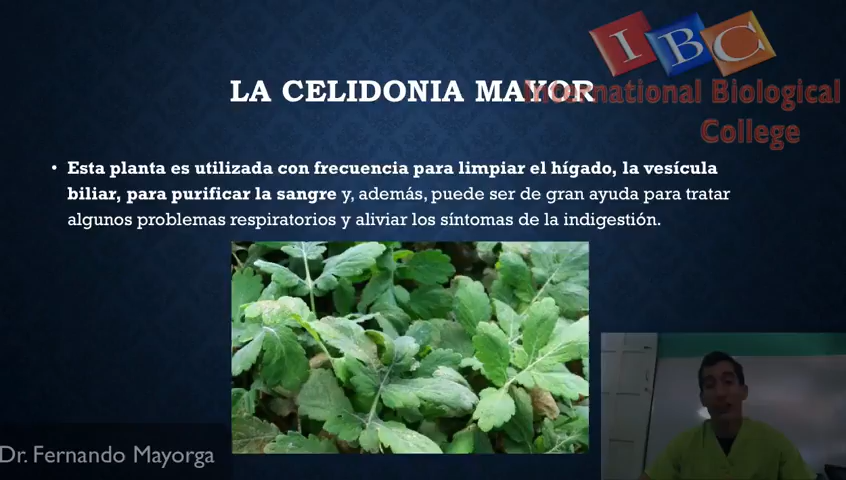 IBC
International Biological
College
LA CELIDONIA MAYOR
• Esta planta es utilizada con frecuencia para limpiar el hígado, la vesícula
biliar, para purificar la sangre y, además, puede ser de gran ayuda para tratar
algunos problemas respiratorios y aliviar los síntomas de la indigestión.
Dr. Fernando Mayorga